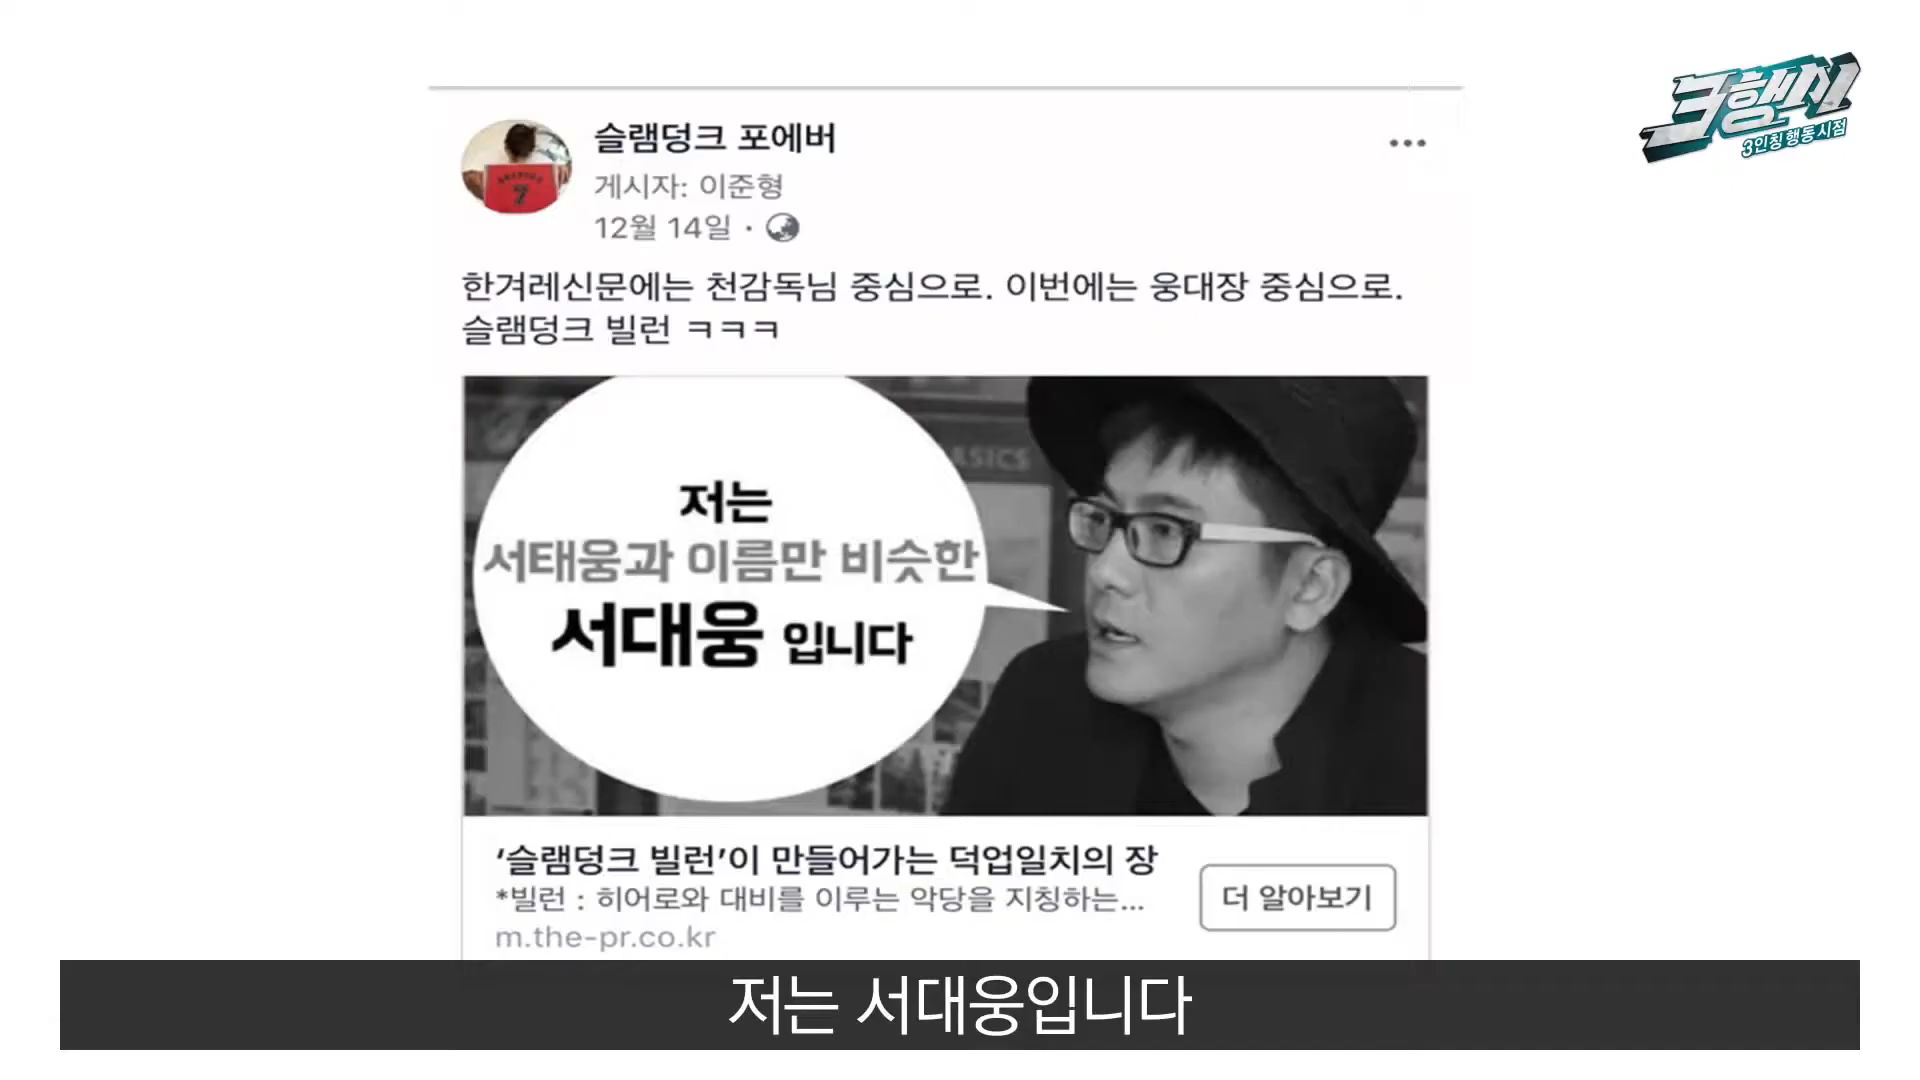 3행시
3인칭행동시점
슬램덩크 포에버
게시자: 이준형
12월 14일 ·
한겨레신문에는 천감독님 중심으로. 이번에는 웅대장 중심으로.
슬램덩크 빌런 ㅋㅋㅋ
저는
서태웅과 이름만 비슷한
서대웅 입니다
‘슬램덩크 빌런’이 만들어가는 덕업일치의 장
*빌런 : 히어로와 대비를 이루는 악당을 지칭하는...
m.the-pr.co.kr
더 알아보기
저는 서대웅입니다